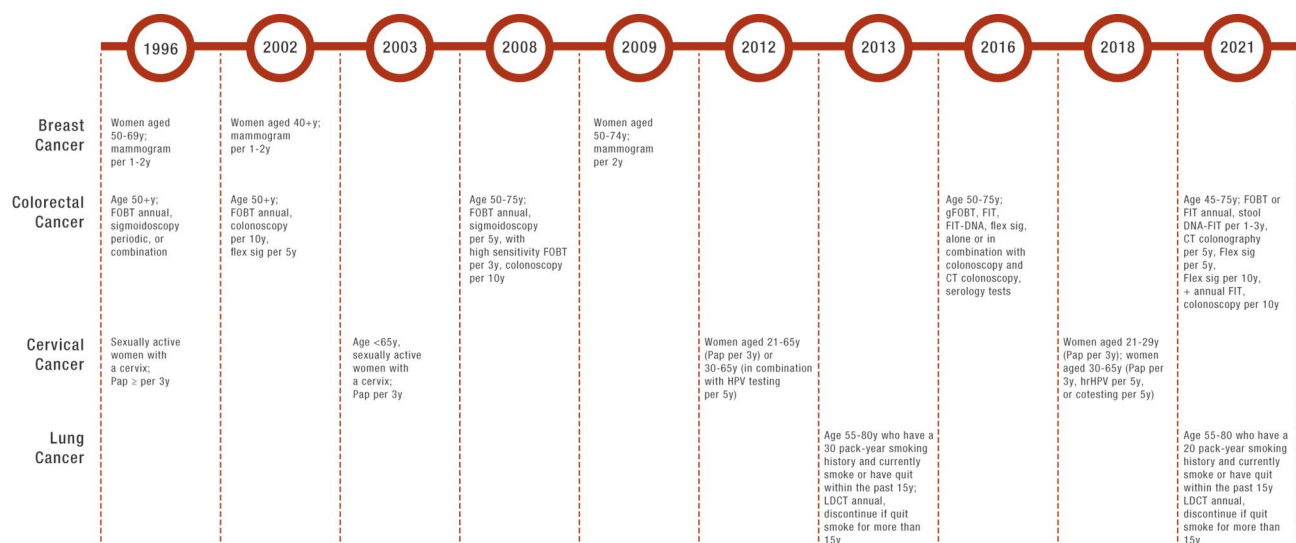 1996
2002
2003
2008
2009
2012
2013
2016
2018
2021
Breast
Cancer
Women aged
50-69y;
mammogram
per 1-2y
Women aged 40+y;
mammogram
per 1-2y
Women aged
50-74y;
mammogram
per 2y
Colorectal
Cancer
Age 50+y;
FOBT annual,
sigmoidoscopy
periodic, or
combination
Age 50+y;
FOBT annual,
colonoscopy
per 10y,
flex sig per 5y
Age 50-75y;
FOBT annual,
sigmoidoscopy
per 5y, with
high sensitivity FOBT
per 3y, colonoscopy
per 10y
Age 50-75y;
gFOBT, FIT,
FIT-DNA, flex sig,
alone or in
combination with
colonoscopy and
CT colonoscopy,
serology tests
Age 45-75y; FOBT or
FIT annual, stool
DNA-FIT per 1-3y,
CT colonography
per 5y, Flex sig
per 5y,
Flex sig per 10y,
+ annual FIT,
colonoscopy per 10y
Cervical
Cancer
Sexually active
women with
a cervix;
Pap ≥ per 3y
Age <65y,
sexually active
women with
a cervix;
Pap per 3y
Women aged 21-65y
(Pap per 3y) or
30-65y (in combination
with HPV testing
per 5y)
Women aged 21-29y
(Pap per 3y); women
aged 30-65y (Pap per
3y, hrHPV per 5y,
or cotesting per 5y)
Lung
Cancer
Age 55-80y who have a
30 pack-year smoking
history and currently
smoke or have quit
within the past 15y;
LDCT annual,
discontinue if quit
smoke for more than
15y
Age 55-80 who have a
20 pack-year smoking
history and currently
smoke or have quit
within the past 15y
LDCT annual,
discontinue if quit
smoke for more than
15y